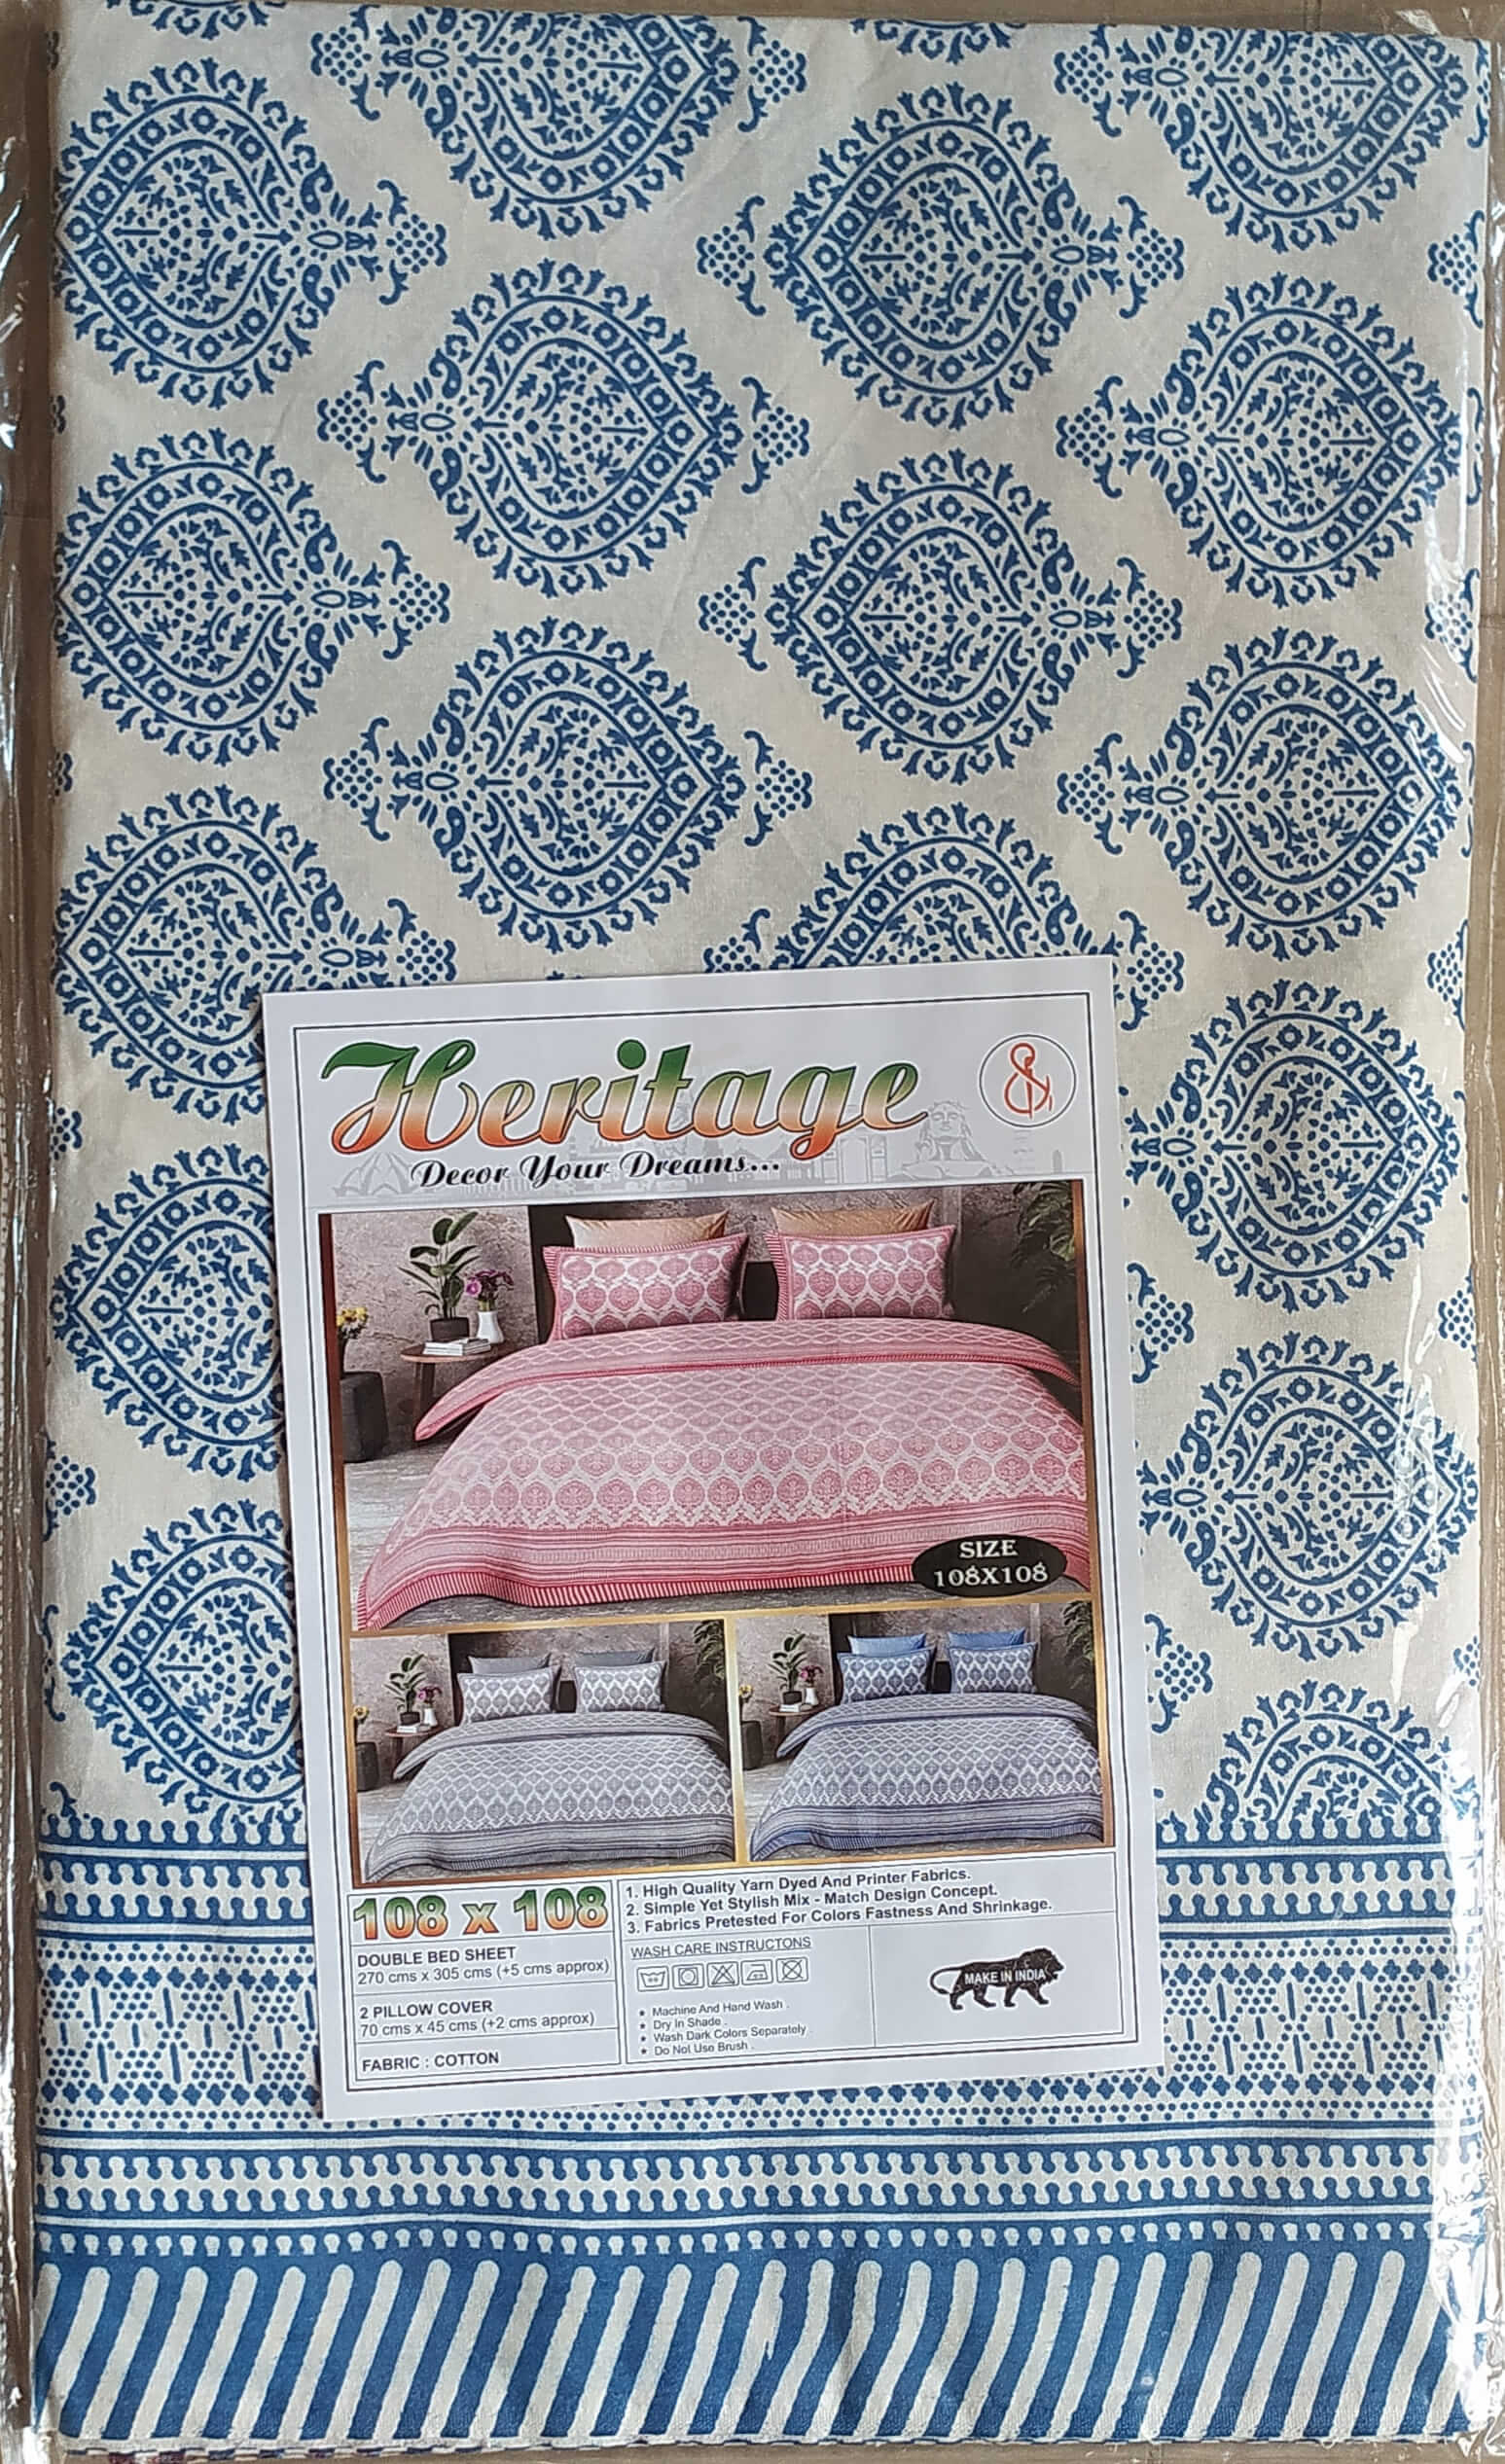 Heritage
Decor Your Dreams...
SIZE
108X108
108 x 108
DOUBLE BED SHEET
270 cms x 305 cms (+5 cms approx)
2 PILLOW COVER
70 cms x 45 cms (+2 cms approx)
FABRIC : COTTON
1. High Quality Yarn Dyed And Printer Fabrics.
2. Simple Yet Stylish Mix - Match Design Concept.
3. Fabrics Pretested For Colors Fastness And Shrinkage.
WASH CARE INSTRUCTONS
• Machine And Hand Wash .
• Dry In Shade .
• Wash Dark Colors Separately .
• Do Not Use Brush .
MAKE IN INDIA